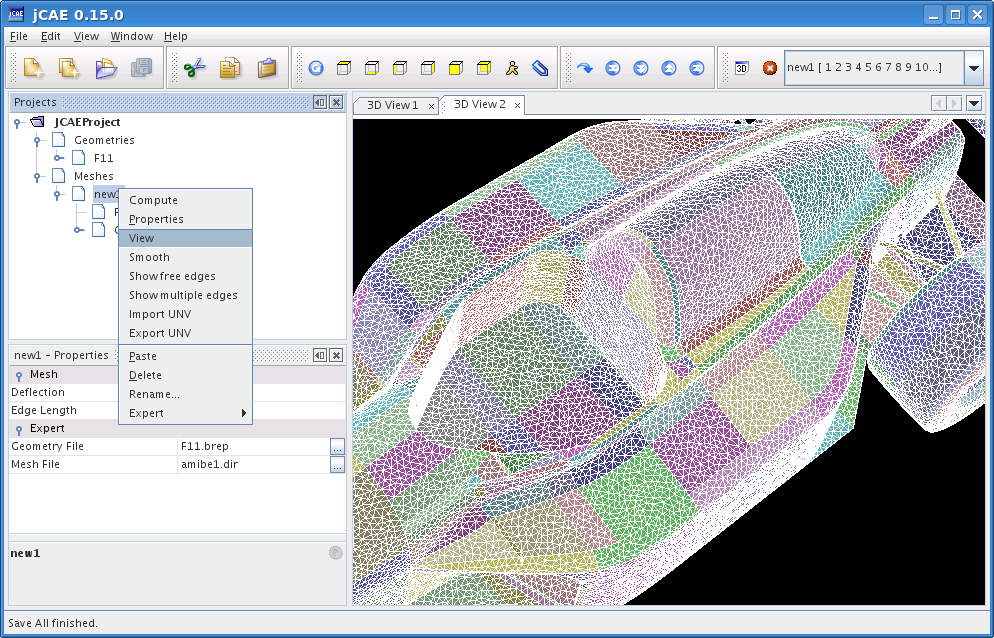 jCAE 0.15.0
File Edit View Window Help
3D new1 [ 1 2 3 4 5 6 7 8 9 10...]
Projects
JCAEProject
Geometries
F11
Meshes
new1
Compute
Properties
View
Smooth
Show free edges
Show multiple edges
Import UNV
Export UNV
Paste
Delete
Rename...
Expert
new1 - Properties
Mesh
Deflection
Edge Length
Expert
Geometry File F11.brep ...
Mesh File amibe1.dir ...
new1
?
3D View 1 x 3D View 2 x
Save All finished.